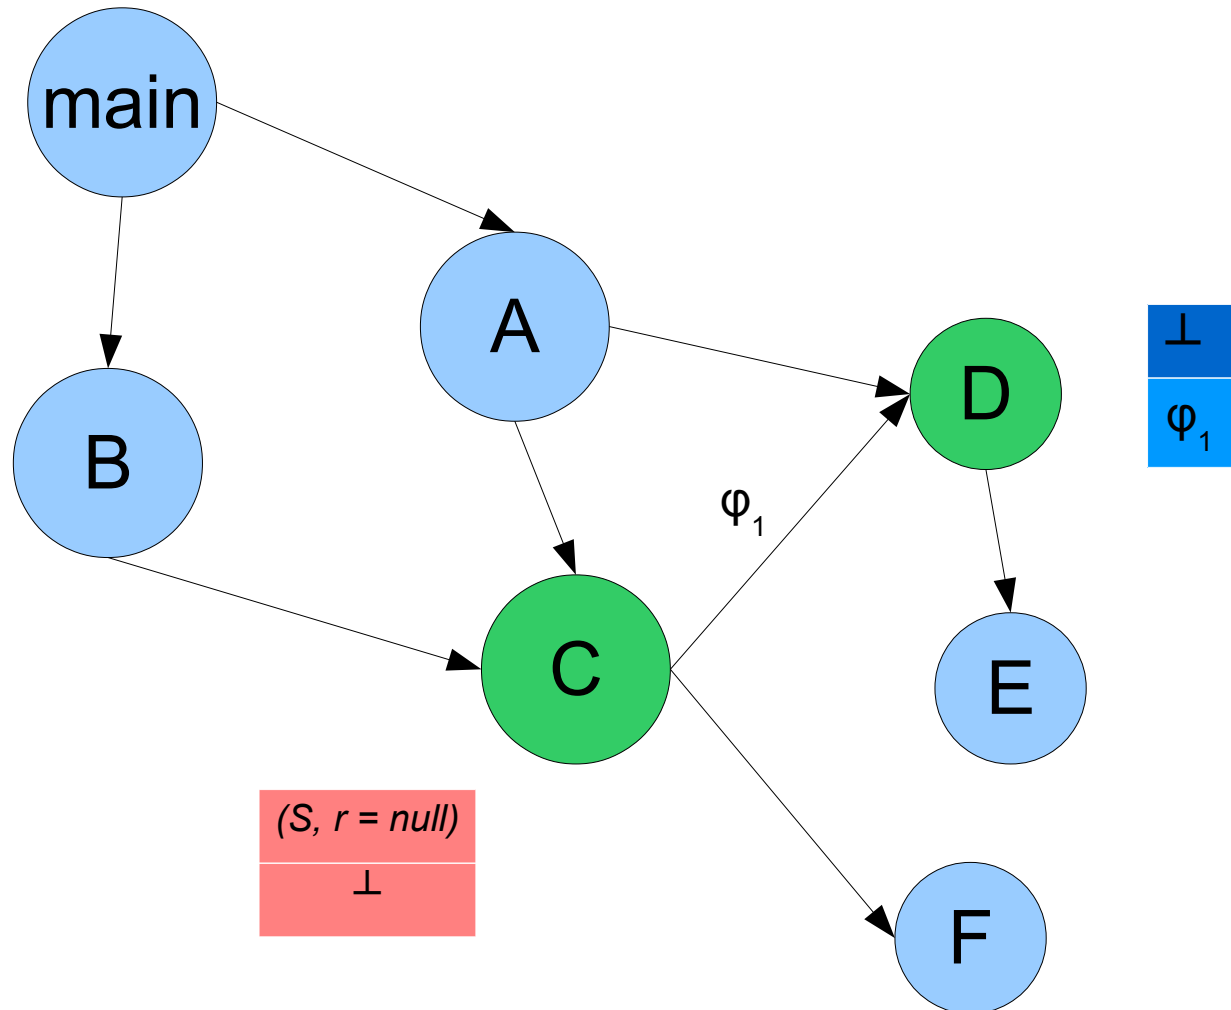 main
A
⊥
D
φ1
B
φ1
C
E
(S, r = null)
⊥
F